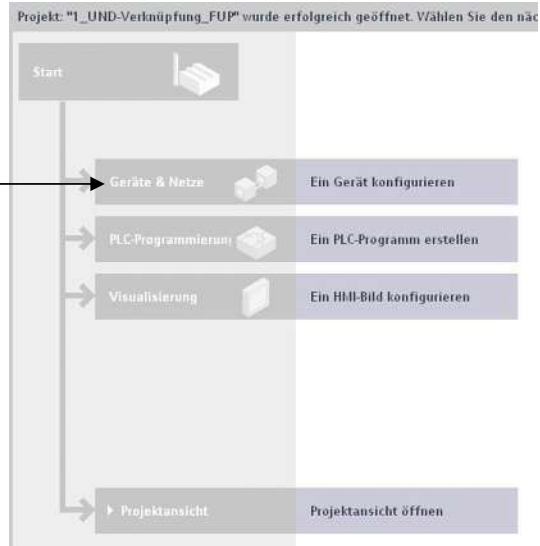 Projekt: "1_UND-Verknüpfung_FUP" wurde erfolgreich geöffnet. Wählen Sie den
Start
Geräte & Netze Ein Gerät konfigurieren
PLC-Programmierun Ein PLC-Programm erstellen
Visualisierung Ein HMI-Bild konfigurieren
Projektansicht Projektansicht öffnen